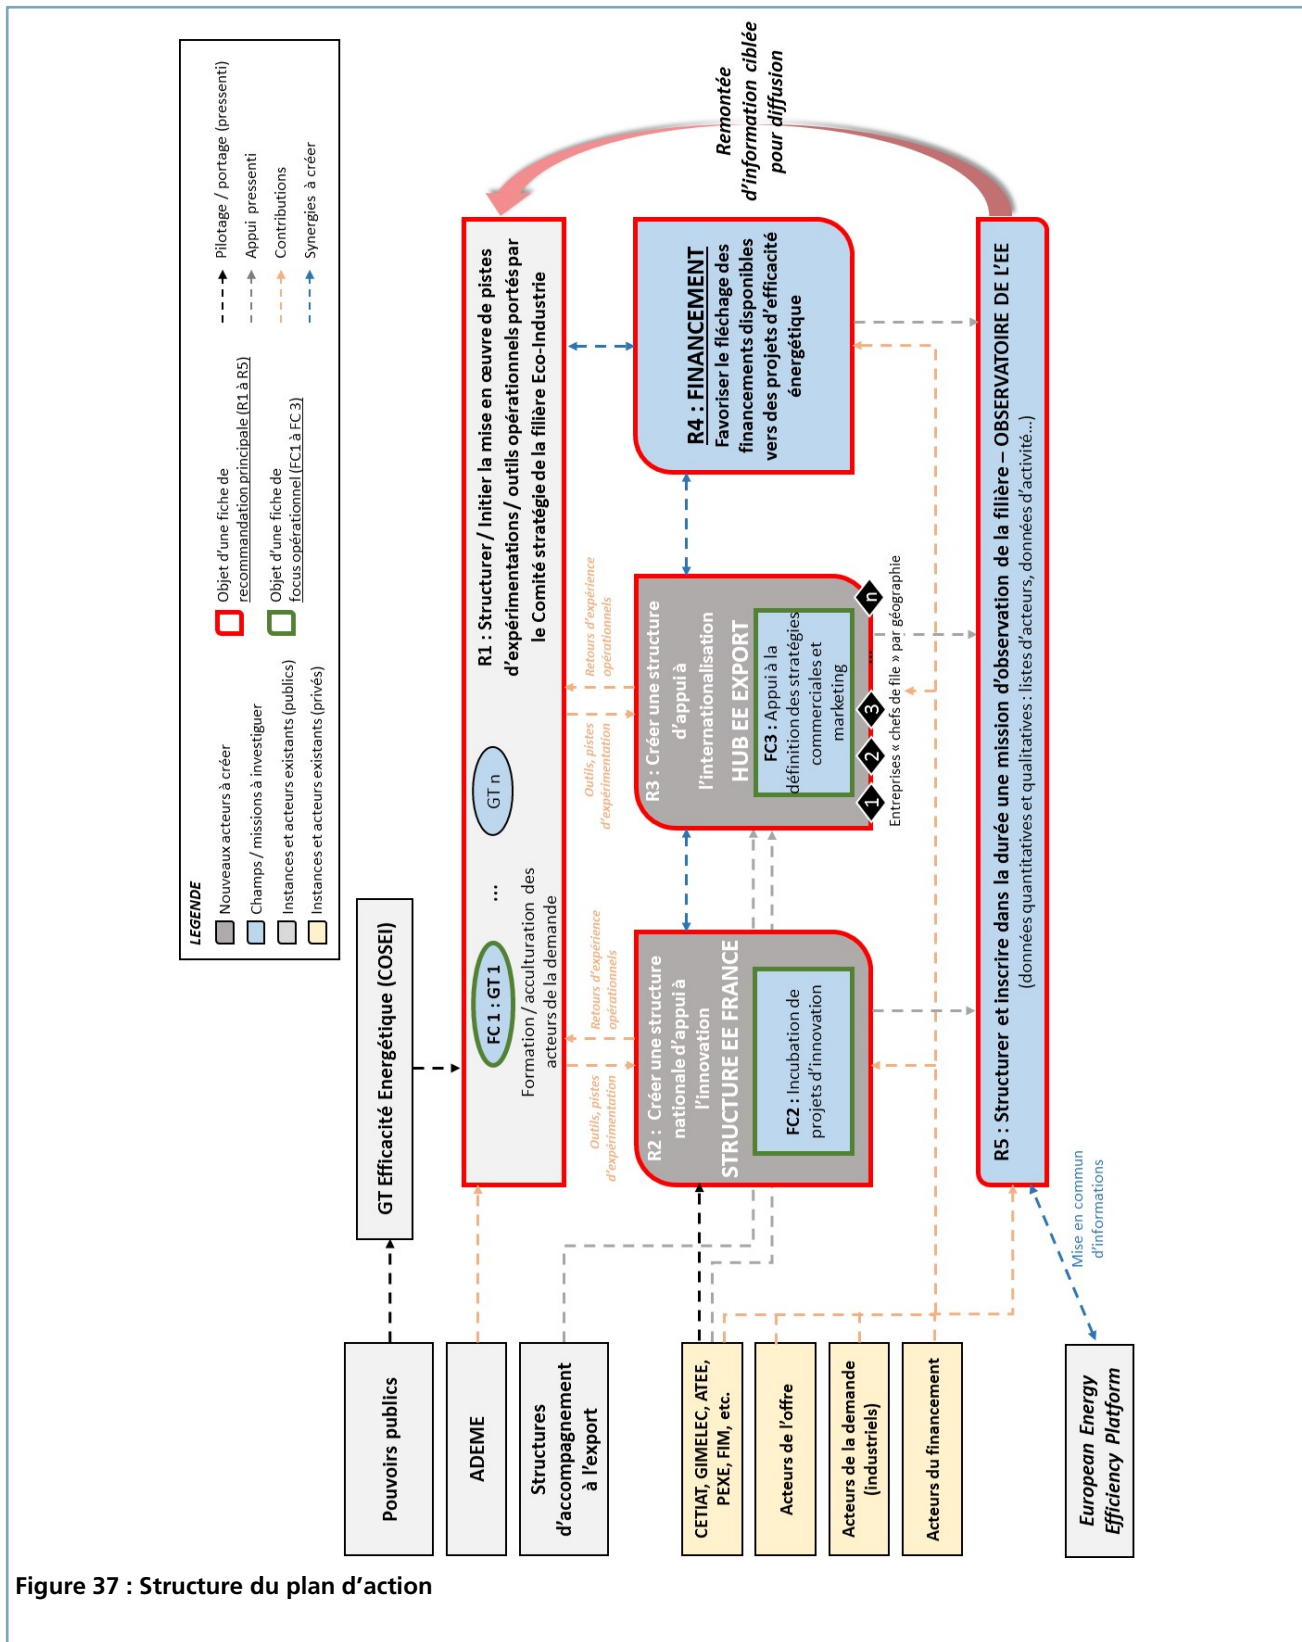 LEGENDE
Nouveaux acteurs à créer
Champs / missions à investiguer
Instances et acteurs existants (publics)
Instances et acteurs existants (privés)
Objet d'une fiche de
recommandation principale (R1 à R5)
Objet d'une fiche de
focus opérationnel (FC1 à FC 3)
Pilotage / portage (pressenti)
Appui pressenti
Contributions
Synergies à créer
Pouvoirs publics
ADEME
Structures
d'accompagnement
à l'export
CETIAT, GIMELEC, ATEE,
PEXE, FIM, etc.
Acteurs de l'offre
Acteurs de la demande
(industriels)
Acteurs du financement
European Energy
Efficiency Platform
GT Efficacité Energétique (COSEI)
FC 1 : GT 1
...
GT n
Formation / acculturation des
acteurs de la demande
R1 : Structurer / Initier la mise en œuvre de pistes
d'expérimentations / outils opérationnels portés par
le Comité stratégie de la filière Eco-Industrie
Outils, pistes
d'expérimentation
Retours d'expérience
opérationnels
Outils, pistes
d'expérimentation
Retours d'expérience
opérationnels
R2 : Créer une structure
nationale d'appui à
l'innovation
STRUCTURE EE FRANCE
FC2 : Incubation de
projets d'innovation
R3 : Créer une structure
d'appui à
l'internationalisation
HUB EE EXPORT
FC3 : Appui à la
définition des stratégies
commerciales et
marketing
1 2 3 ... n
Entreprises « chefs de file » par géographie
R4 : FINANCEMENT
Favoriser le fléchage des
financements disponibles
vers des projets d'efficacité
énergétique
Remontée
d'information ciblée
pour diffusion
R5 : Structurer et inscrire dans la durée une mission d'observation de la filière – OBSERVATOIRE DE L'EE
(données quantitatives et qualitatives : listes d'acteurs, données d'activité...)
Mise en commun
d'informations
Figure 37 : Structure du plan d'action